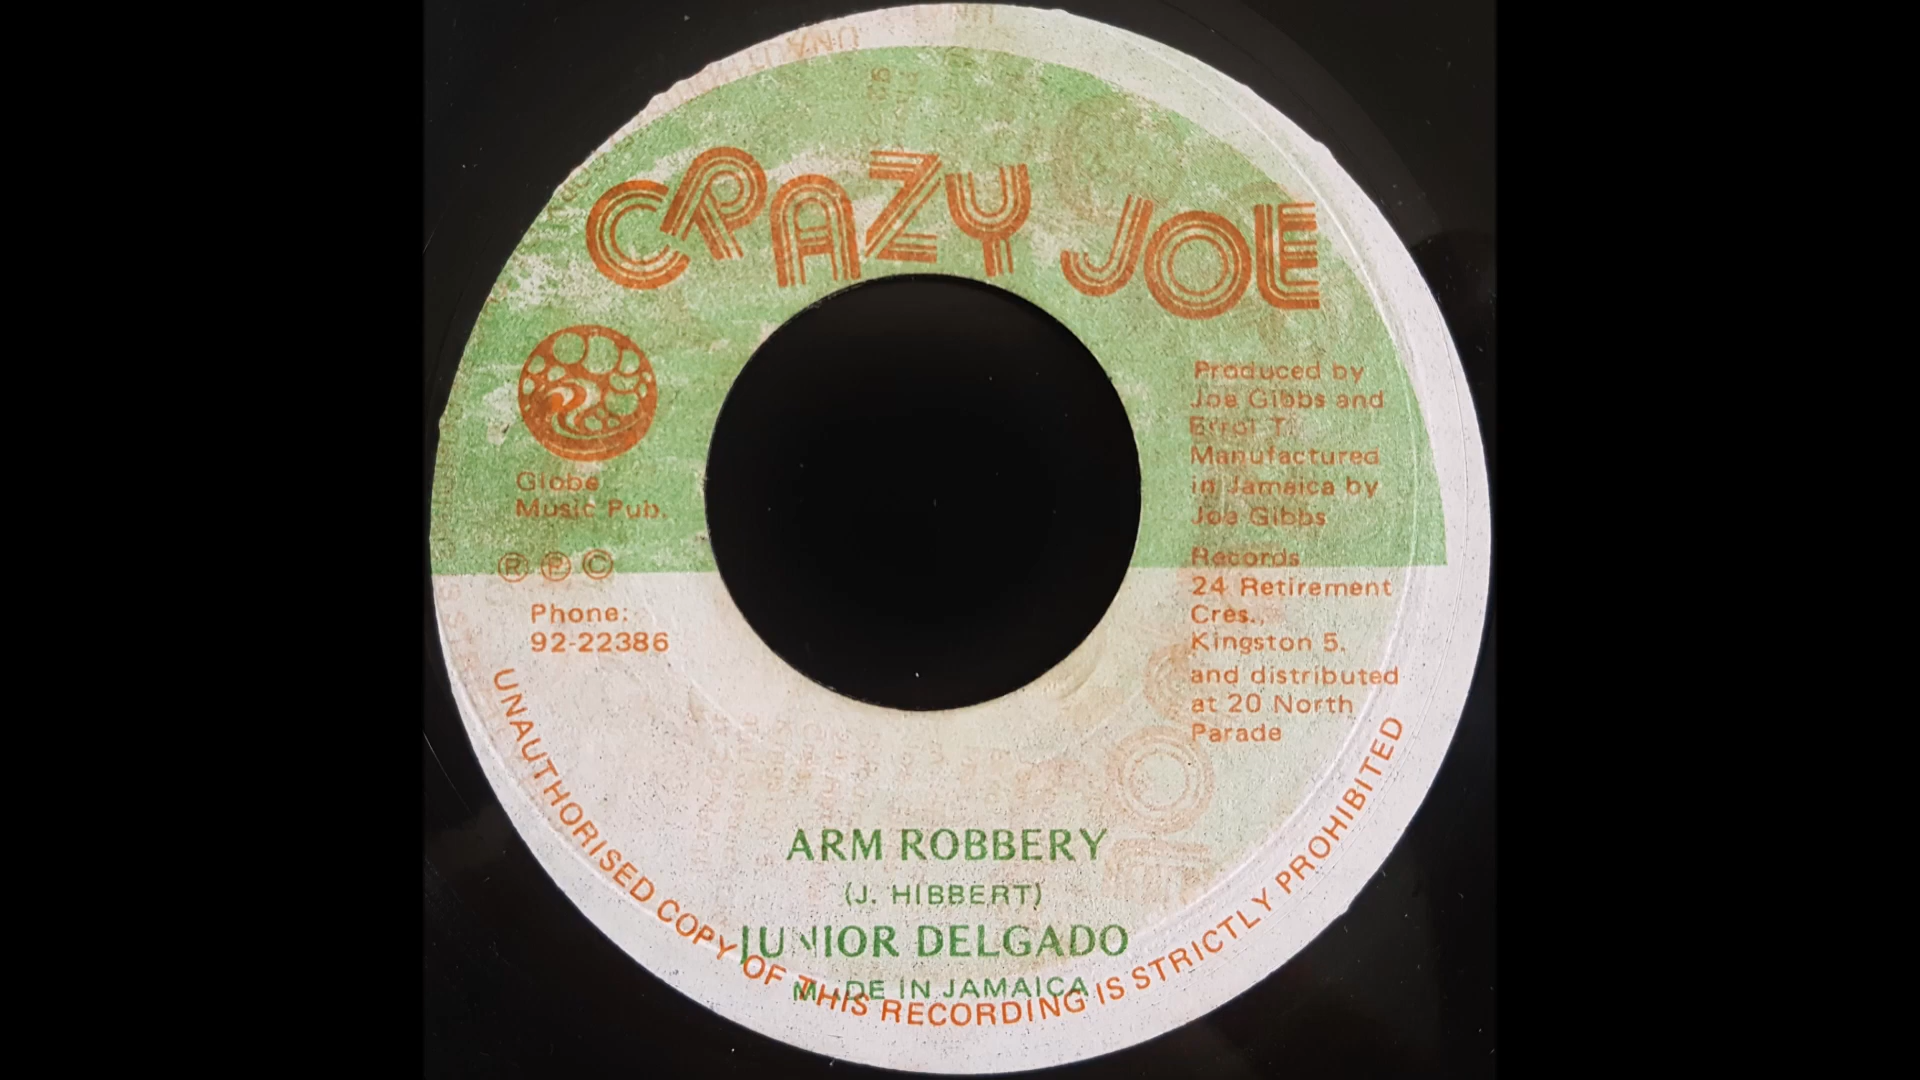 CRAZY JOE
Globe
Music Pub.
Ⓡ Ⓟ Ⓒ
Phone:
92-22386
Produced by
Joe Gibbs and
Errol T.
Manufactured
in Jamaica by
Joe Gibbs
Records
24 Retirement
Cres.,
Kingston 5.
and distributed
at 20 North
Parade
ARM ROBBERY
(J. HIBBERT)
JUNIOR DELGADO
MADE IN JAMAICA
UNAUTHORISED COPY OF THIS RECORDING IS STRICTLY PROHIBITED